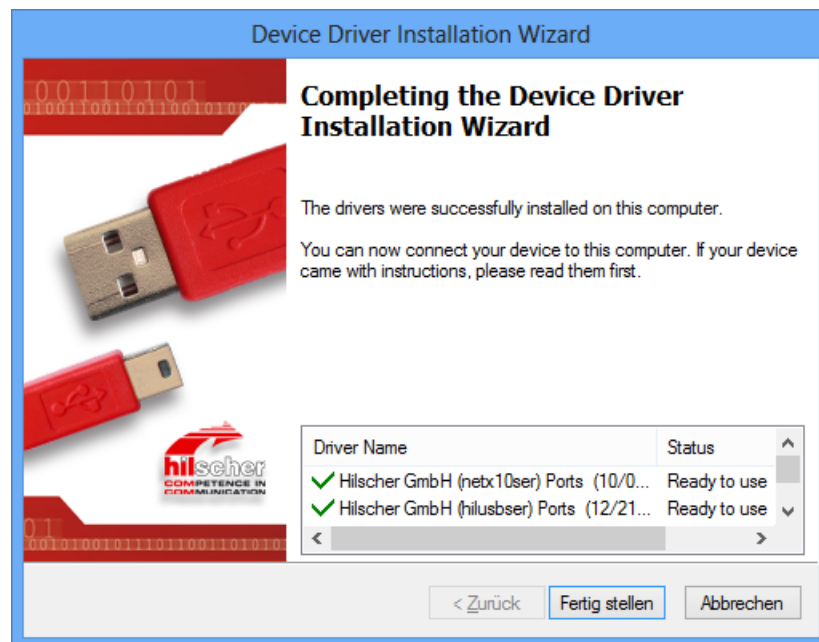 Device Driver Installation Wizard
00110101
Completing the Device Driver
Installation Wizard
The drivers were successfully installed on this computer.
You can now connect your device to this computer. If your device
came with instructions, please read them first.
hilscher
COMPETENCE IN
COMMUNICATION
Driver Name Status
Hilscher GmbH (netx10ser) Ports (10/0... Ready to use
Hilscher GmbH (hilusbser) Ports (12/21... Ready to use
01
< Zurück Fertig stellen Abbrechen